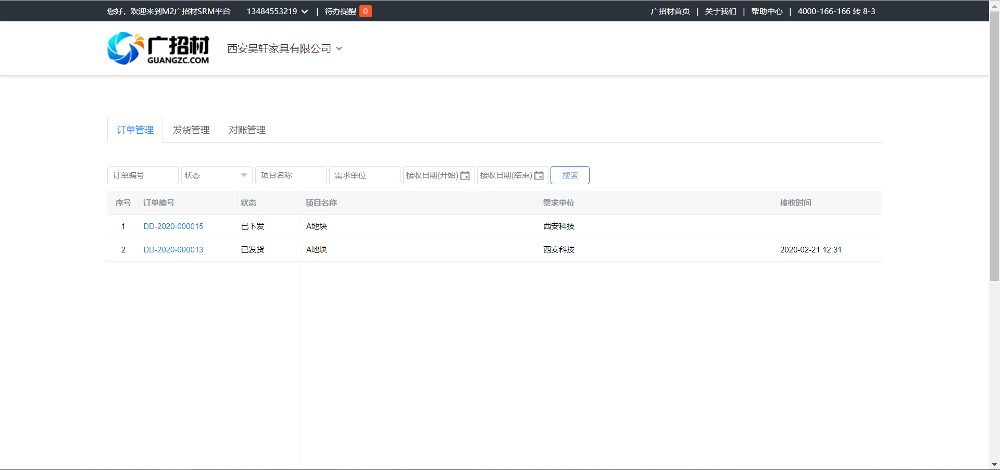 您好，欢迎来到M2广招材SRM平台 13484553219 | 待办提醒 0 广招材首页 | 关于我们 | 帮助中心 | 4000-166-166 转 8-3
广招材
GUANGZC.COM
西安昊轩家具有限公司
订单管理 发货管理 对账管理
订单编号 状态 项目名称 需求单位 接收日期(开始) 接收日期(结束) 搜索
序号 订单编号 状态 项目名称 需求单位 接收时间
1 DD-2020-000015 已下发 A地块 西安科技
2 DD-2020-000013 已发货 A地块 西安科技 2020-02-21 12:31